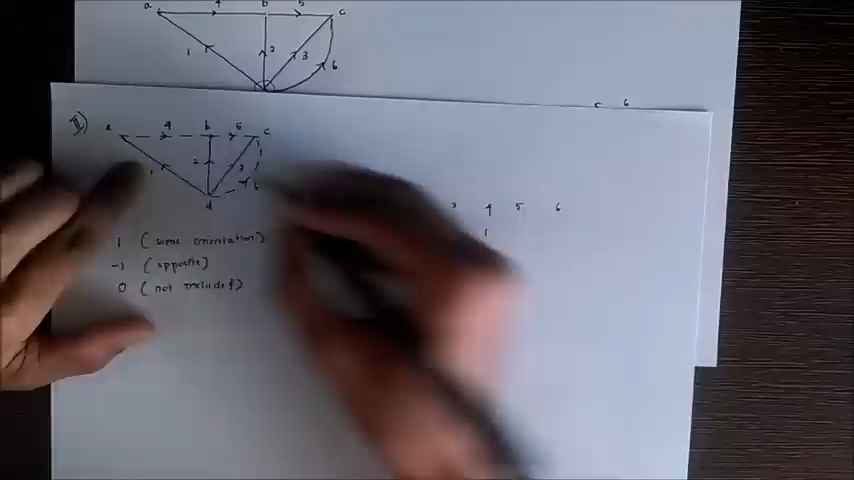 a 4 b 5 c
1 2 3 6
c 6
a 4 b 5 c
1 2 3 6
d
3 4 5 6
1
1 (same orientation)
-1 (opposite)
0 (not included)